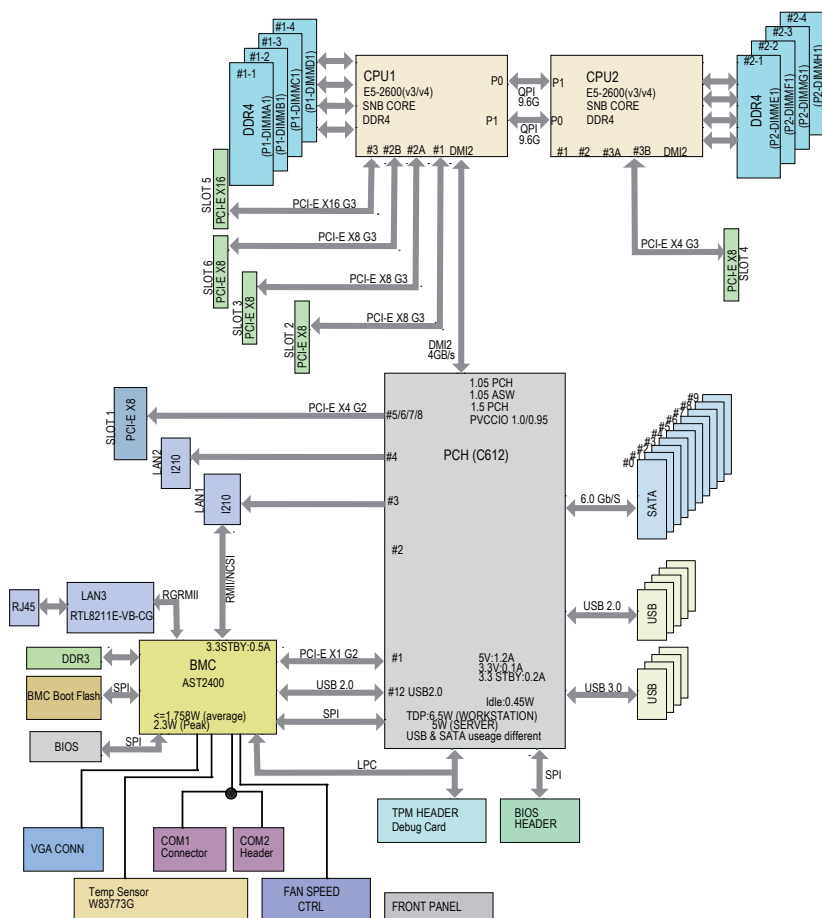 #1-4
#1-3
#1-2
#1-1
DDR4
(P1-DIMMA1)
(P1-DIMMB1)
(P1-DIMMC1)
(P1-DIMMD1)
CPU1
E5-2600(v3/v4)
SNB CORE
DDR4
P0
P1
#3
#2B
#2A
#1
DMI2
QPI
9.6G
QPI
9.6G
CPU2
E5-2600(v3/v4)
SNB CORE
DDR4
P1
P0
#1
#2
#3A
#3B
DMI2
#2-4
#2-3
#2-2
#2-1
DDR4
(P2-DIMME1)
(P2-DIMMF1)
(P2-DIMMG1)
(P2-DIMMH1)
SLOT 5
PCI-E X16
PCI-E X16 G3
SLOT 6
PCI-E X8
PCI-E X8 G3
SLOT 3
PCI-E X8
PCI-E X8 G3
SLOT 2
PCI-E X8
PCI-E X8 G3
PCI-E X4 G3
PCI-E X8
SLOT 4
DMI2
4GB/s
1.05 PCH
1.05 ASW
1.5 PCH
PVCCIO 1.0/0.95
PCH (C612)
SLOT 1
PCI-E X8
PCI-E X4 G2
#5/6/7/8
LAN2
I210
#4
LAN1
I210
#3
#2
#9
#8
#7
#6
#5
#4
#3
#2
#1
#0
SATA
6.0 Gb/S
RMII/NCSI
RJ45
LAN3
RTL8211E-VB-CG
RGRMII
USB 2.0
USB
USB 3.0
USB
3.3STBY:0.5A
BMC
AST2400
<=1.758W (average)
2.3W (Peak)
DDR3
BMC Boot Flash
SPI
BIOS
SPI
PCI-E X1 G2
#1
USB 2.0
#12 USB2.0
SPI
5V:1.2A
3.3V:0.1A
3.3 STBY:0.2A
Idle:0.45W
TDP:6.5W (WORKSTATION)
5W (SERVER)
USB & SATA useage different
LPC
SPI
TPM HEADER
Debug Card
BIOS
HEADER
VGA CONN
COM1
Connector
COM2
Header
Temp Sensor
W83773G
FAN SPEED
CTRL
FRONT PANEL